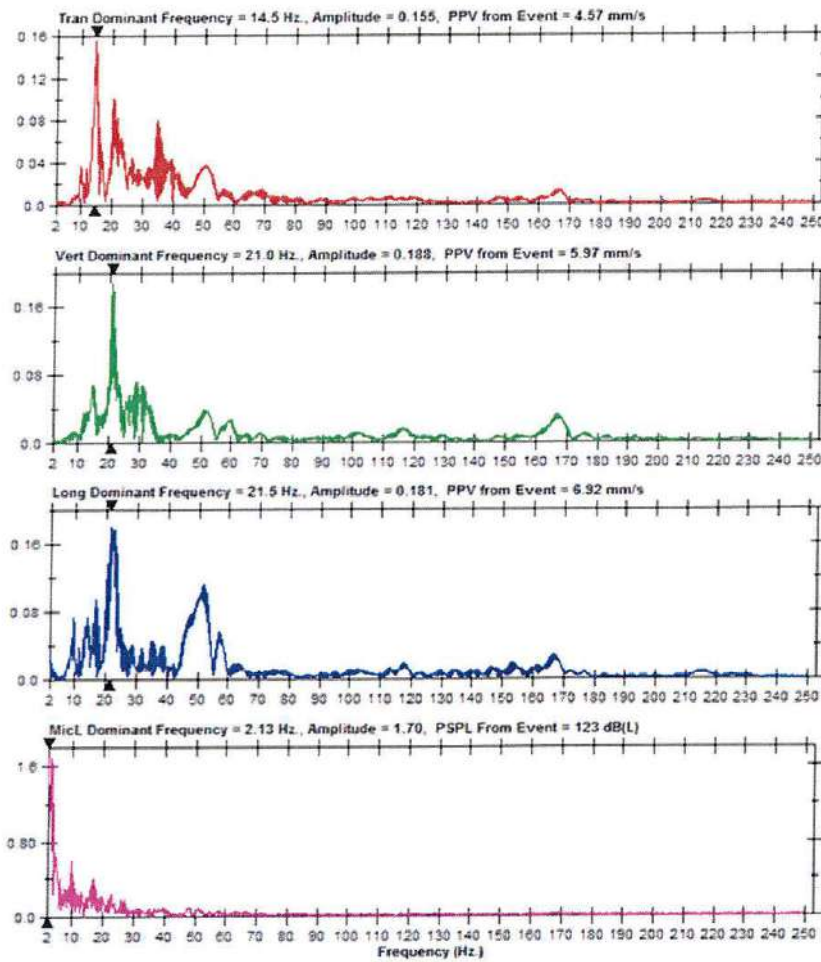 Tran Dominant Frequency = 14.5 Hz., Amplitude = 0.155, PPV from Event = 4.57 mm/s
0.16
0.12
0.08
0.04
0.0
2 10 20 30 40 50 60 70 80 90 100 110 120 130 140 150 160 170 180 190 200 210 220 230 240 250
Vert Dominant Frequency = 21.0 Hz., Amplitude = 0.188, PPV from Event = 5.97 mm/s
0.16
0.08
0.0
2 10 20 30 40 50 60 70 80 90 100 110 120 130 140 150 160 170 180 190 200 210 220 230 240 250
Long Dominant Frequency = 21.5 Hz., Amplitude = 0.181, PPV from Event = 6.92 mm/s
0.16
0.08
0.0
2 10 20 30 40 50 60 70 80 90 100 110 120 130 140 150 160 170 180 190 200 210 220 230 240 250
MicL Dominant Frequency = 2.13 Hz., Amplitude = 1.70, PSPL From Event = 123 dB(L)
1.6
0.80
0.0
2 10 20 30 40 50 60 70 80 90 100 110 120 130 140 150 160 170 180 190 200 210 220 230 240 250
Frequency (Hz.)